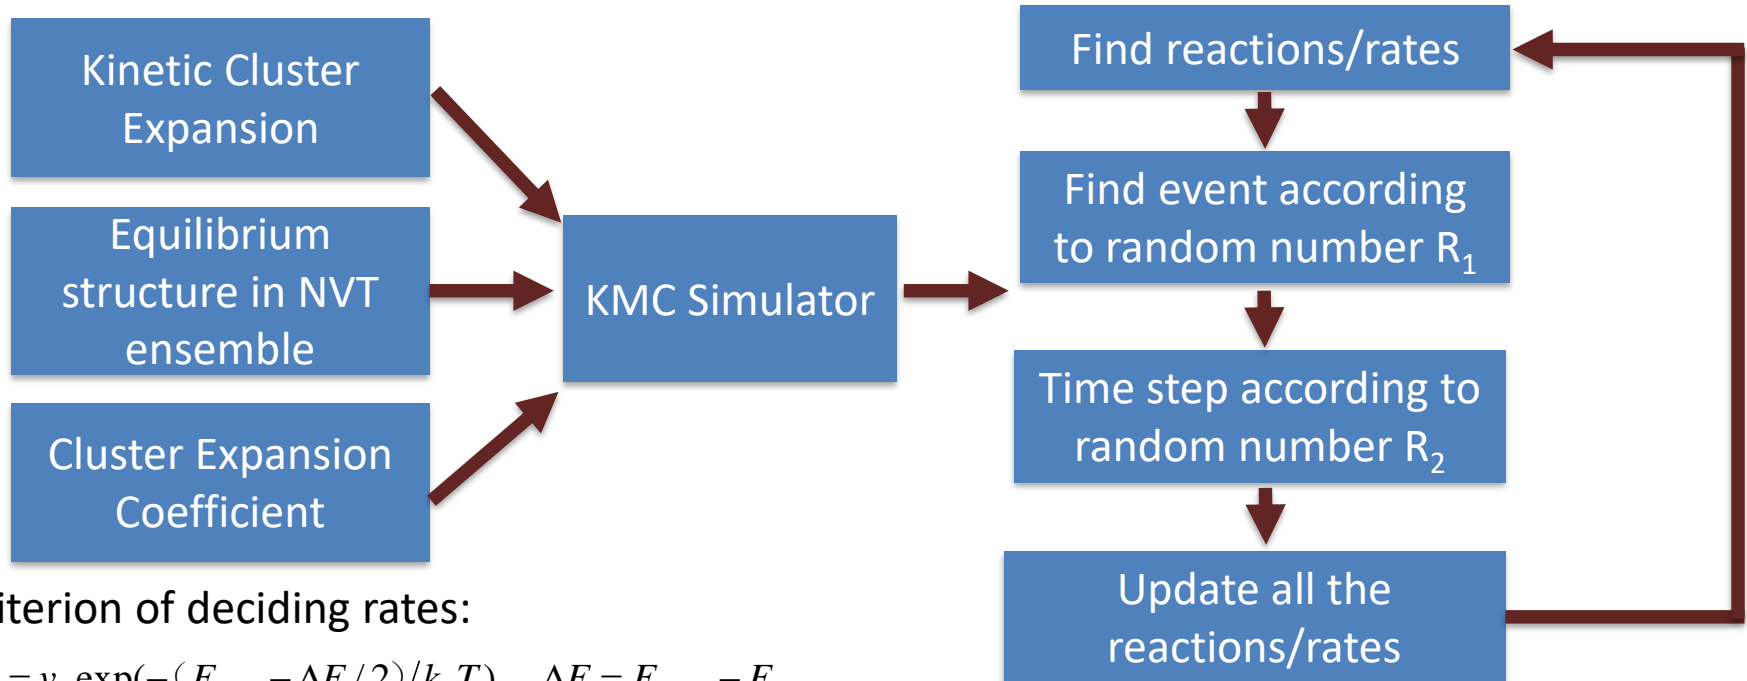 Kinetic Cluster
Expansion
Equilibrium
structure in NVT
ensemble
Cluster Expansion
Coefficient
KMC Simulator
Find reactions/rates
Find event according
to random number R₁
Time step according to
random number R₂
Update all the
reactions/rates
of deciding rates: